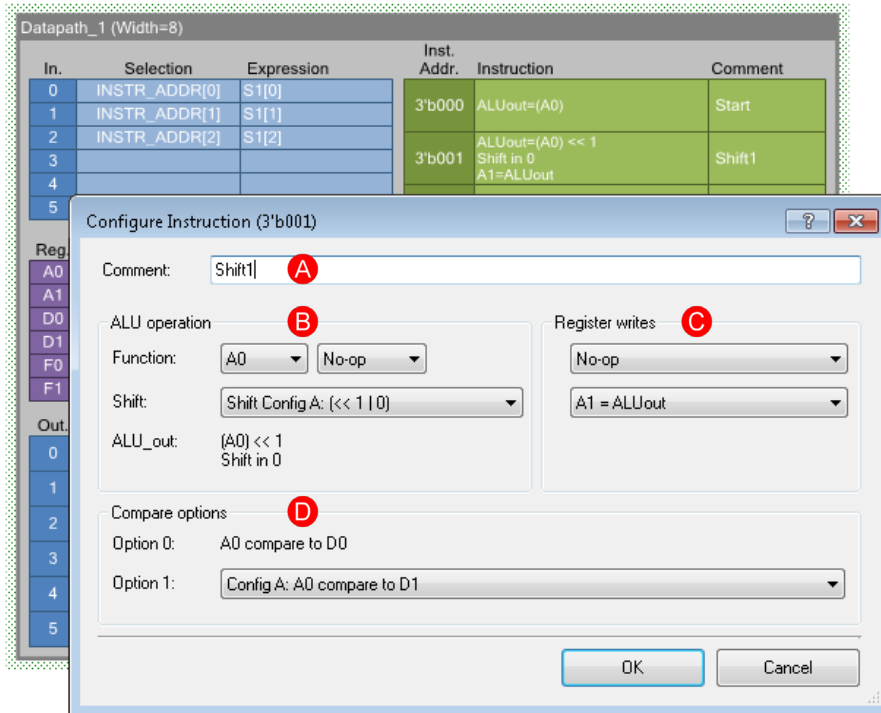 Datapath_1 (Width=8)
In. Selection Expression
0 INSTR_ADDR[0] S1[0]
1 INSTR_ADDR[1] S1[1]
2 INSTR_ADDR[2] S1[2]
3
4
5
Inst.
Addr. Instruction Comment
3'b000 ALUout=(A0) Start
ALUout=(A0) << 1
3'b001 Shift in 0 Shift1
A1=ALUout
Reg.
A0
A1
D0
D1
F0
F1
Out.
0
1
2
3
4
5
Configure Instruction (3'b001) ?
Comment: Shift1 A
ALU operation B
Function: A0 No-op
Shift: Shift Config A: (<< 1 | 0)
ALU_out: (A0) << 1
Shift in 0
Register writes C
No-op
A1 = ALUout
Compare options D
Option 0: A0 compare to D0
Option 1: Config A: A0 compare to D1
OK Cancel